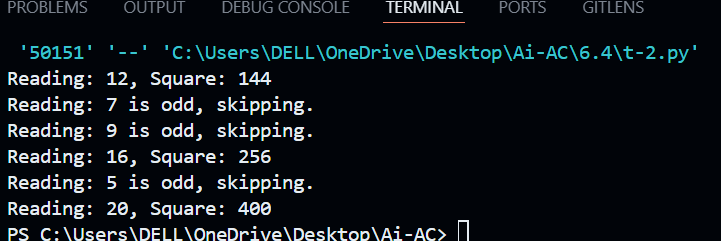 PROBLEMS OUTPUT DEBUG CONSOLE TERMINAL PORTS GITLENS
'50151' '--' 'C:\Users\DELL\OneDrive\Desktop\Ai-AC\6.4\t-2.py'
Reading: 12, Square: 144
Reading: 7 is odd, skipping.
Reading: 9 is odd, skipping.
Reading: 16, Square: 256
Reading: 5 is odd, skipping.
Reading: 20, Square: 400
PS C:\Users\DELL\OneDrive\Desktop\Ai-AC>